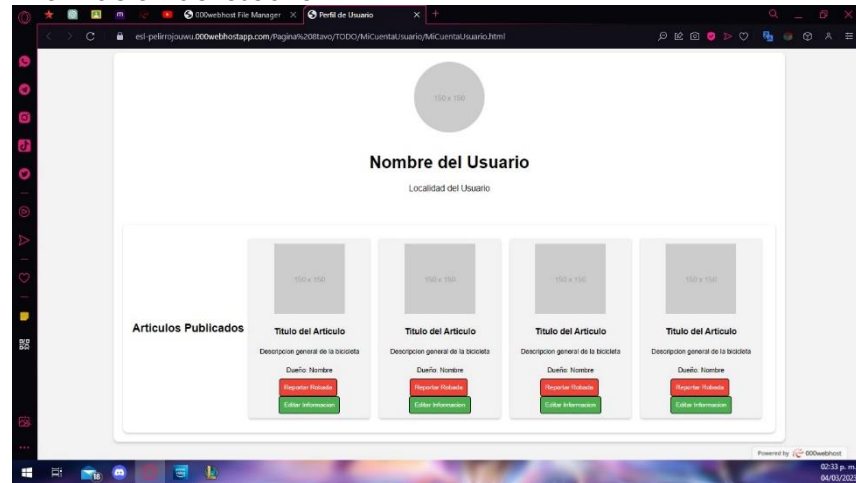 000webhost File Manager
Perfil de Usuario
esl-pelirrojouwu.000webhostapp.com/Pagina%208tavo/TODO/MiCuentaUsuario/MiCuentaUsuario.html
150 x 150
Nombre del Usuario
Localidad del Usuario
Articulos Publicados
150 x 150
150 x 150
150 x 150
150 x 150
Titulo del Articulo
Titulo del Articulo
Titulo del Articulo
Titulo del Articulo
Descripcion general de la bicicleta
Descripcion general de la bicicleta
Descripcion general de la bicicleta
Descripcion general de la bicicleta
Dueño: Nombre
Dueño: Nombre
Dueño: Nombre
Dueño: Nombre
Reportar Robada
Reportar Robada
Reportar Robada
Reportar Robada
Editar Informacion
Editar Informacion
Editar Informacion
Editar Informacion
Powered by 000webhost
18
02:33 p. m.
04/03/2023